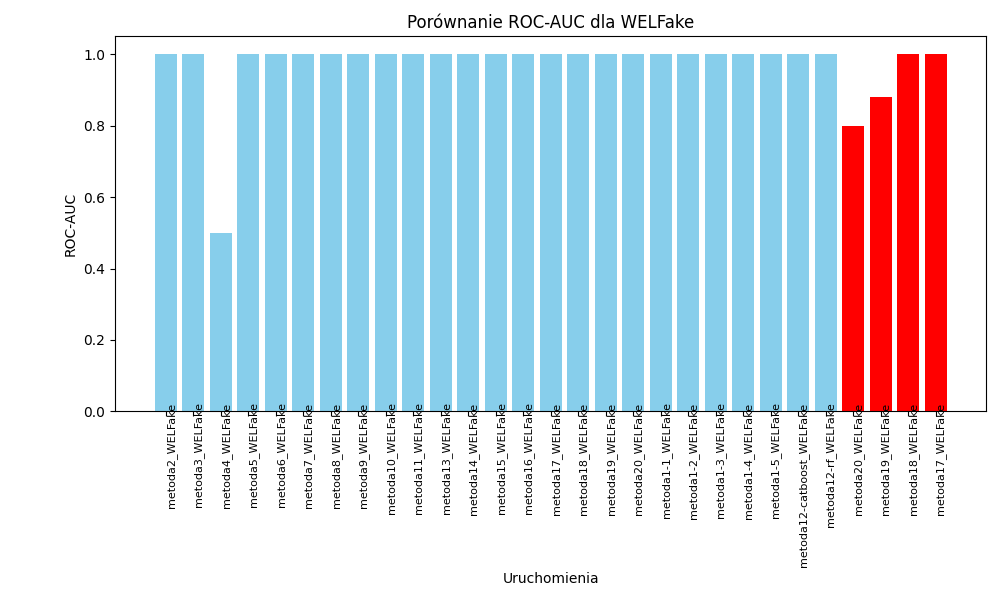 Porównanie ROC-AUC dla WELFake
ROC-AUC
1.0
0.8
0.6
0.4
0.2
0.0
metoda2_WELFake
metoda3_WELFake
metoda4_WELFake
metoda5_WELFake
metoda6_WELFake
metoda7_WELFake
metoda8_WELFake
metoda9_WELFake
metoda10_WELFake
metoda11_WELFake
metoda13_WELFake
metoda14_WELFake
metoda15_WELFake
metoda16_WELFake
metoda17_WELFake
metoda18_WELFake
metoda19_WELFake
metoda20_WELFake
metoda1-1_WELFake
metoda1-2_WELFake
metoda1-3_WELFake
metoda1-4_WELFake
metoda1-5_WELFake
metoda12-catboost_WELFake
metoda12-rf_WELFake
metoda20_WELFake
metoda19_WELFake
metoda18_WELFake
metoda17_WELFake
Uruchomienia